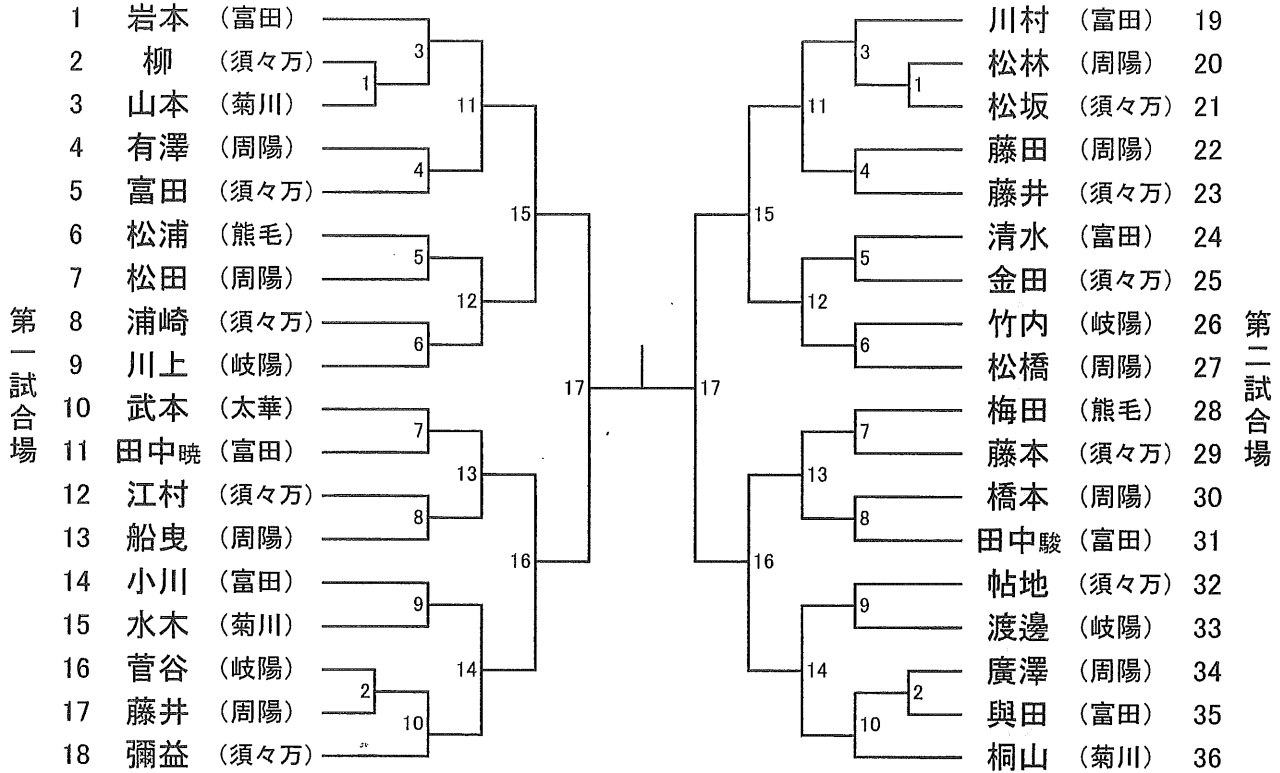 第一試合場
1 岩本 （富田）
2 柳 （須々万）
3 山本 （菊川）
4 有澤 （周陽）
5 富田 （須々万）
6 松浦 （熊毛）
7 松田 （周陽）
8 浦崎 （須々万）
9 川上 （岐陽）
10 武本 （太華）
11 田中暁 （富田）
12 江村 （須々万）
13 船曳 （周陽）
14 小川 （富田）
15 水木 （菊川）
16 菅谷 （岐陽）
17 藤井 （周陽）
18 彌益 （須々万）
1
2
3
4
5
6
7
8
9
10
11
12
13
14
15
16
17
17
15
16
11
12
13
14
3
4
5
6
7
8
9
10
1
2
川村 （富田） 19
松林 （周陽） 20
松坂 （須々万） 21
藤田 （周陽） 22
藤井 （須々万） 23
清水 （富田） 24
金田 （須々万） 25
竹内 （岐陽） 26
松橋 （周陽） 27
梅田 （熊毛） 28
藤本 （須々万） 29
橋本 （周陽） 30
田中駿 （富田） 31
帖地 （須々万） 32
渡邊 （岐陽） 33
廣澤 （周陽） 34
與田 （富田） 35
桐山 （菊川） 36
第二試合場